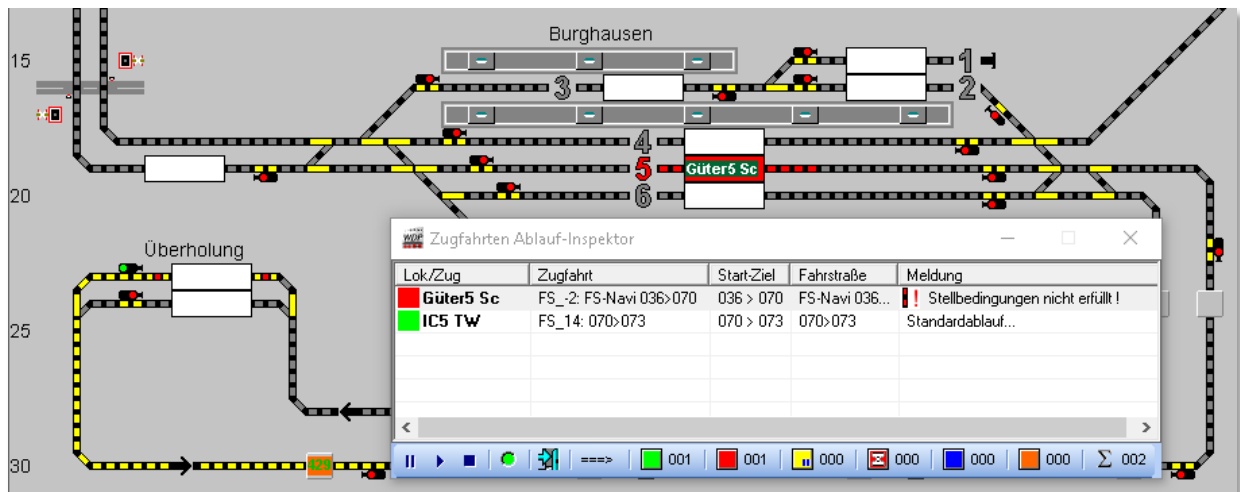 Burghausen
15
1
3
2
4
5
Güter5 Sc
6
20
WDP
Zugfahrten Ablauf-Inspektor
Überholung
Lok./Zug Zugfahrt Start-Ziel Fahrstraße Meldung
Güter5 Sc FS_-2: FS-Navi 036>070 036 > 070 FS-Navi 036... ! Stellbedingungen nicht erfüllt !
IC5 TW FS_14: 070>073 070 > 073 070>073 Standardablauf...
25
30
429
===> 001 001 000 000 000 000 Σ 002